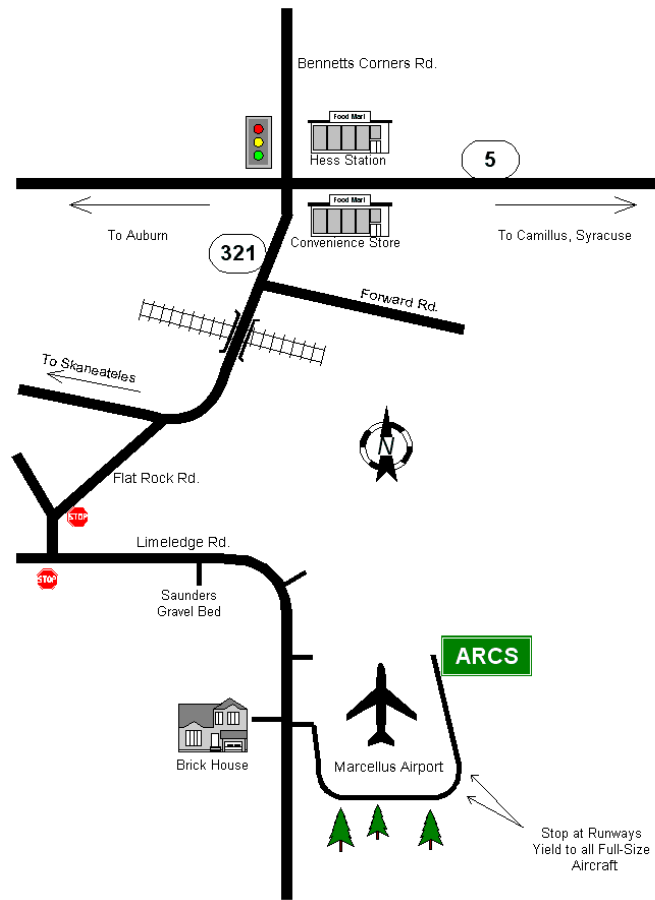 Bennetts Corners Rd.
Food Mart
Hess Station
5
Food Mart
Convenience Store
To Auburn
To Camillus, Syracuse
321
Forward Rd.
To Skaneateles
N
Flat Rock Rd.
STOP
Limeledge Rd.
STOP
Saunders
Gravel Bed
ARCS
Brick House
Marcellus Airport
Stop at Runways
Yield to all Full-Size
Aircraft